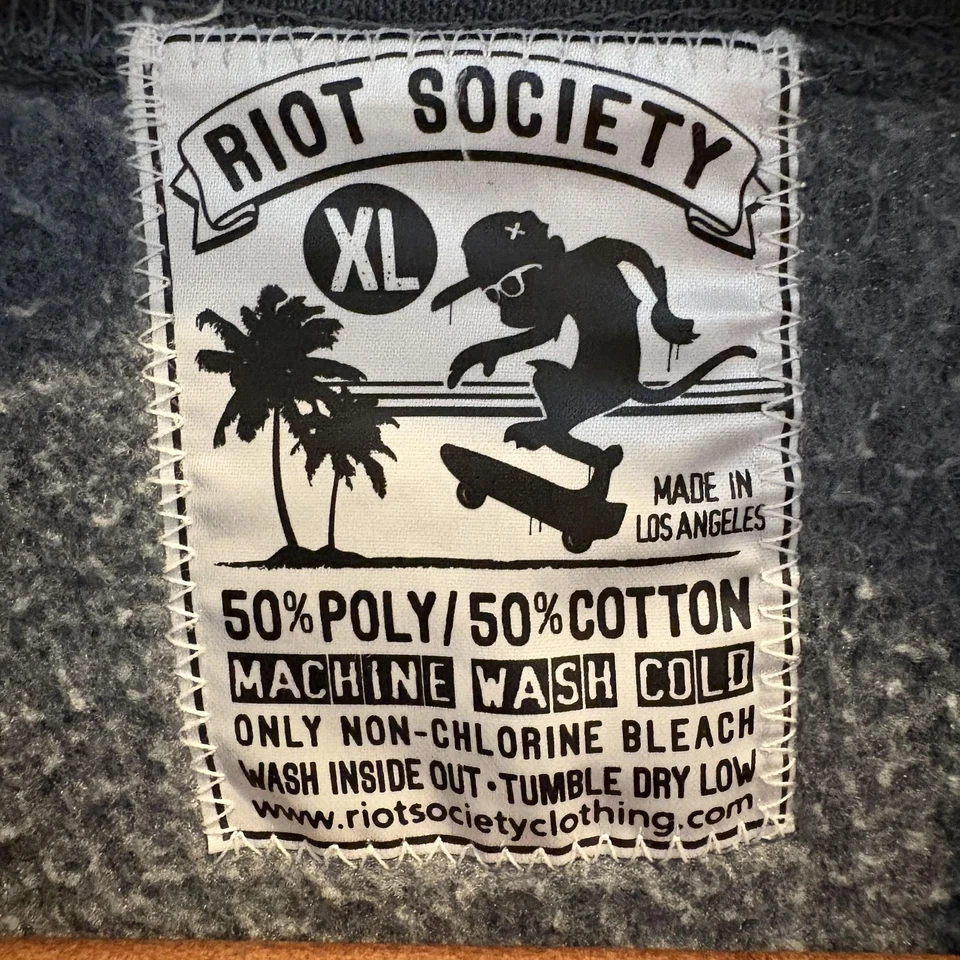 RIOT SOCIETY
XL
MADE IN
LOS ANGELES
50% POLY/50% COTTON
MACHINE WASH COLD
ONLY NON-CHLORINE BLEACH
WASH INSIDE OUT • TUMBLE DRY LOW
www.riotsocietyclothing.com